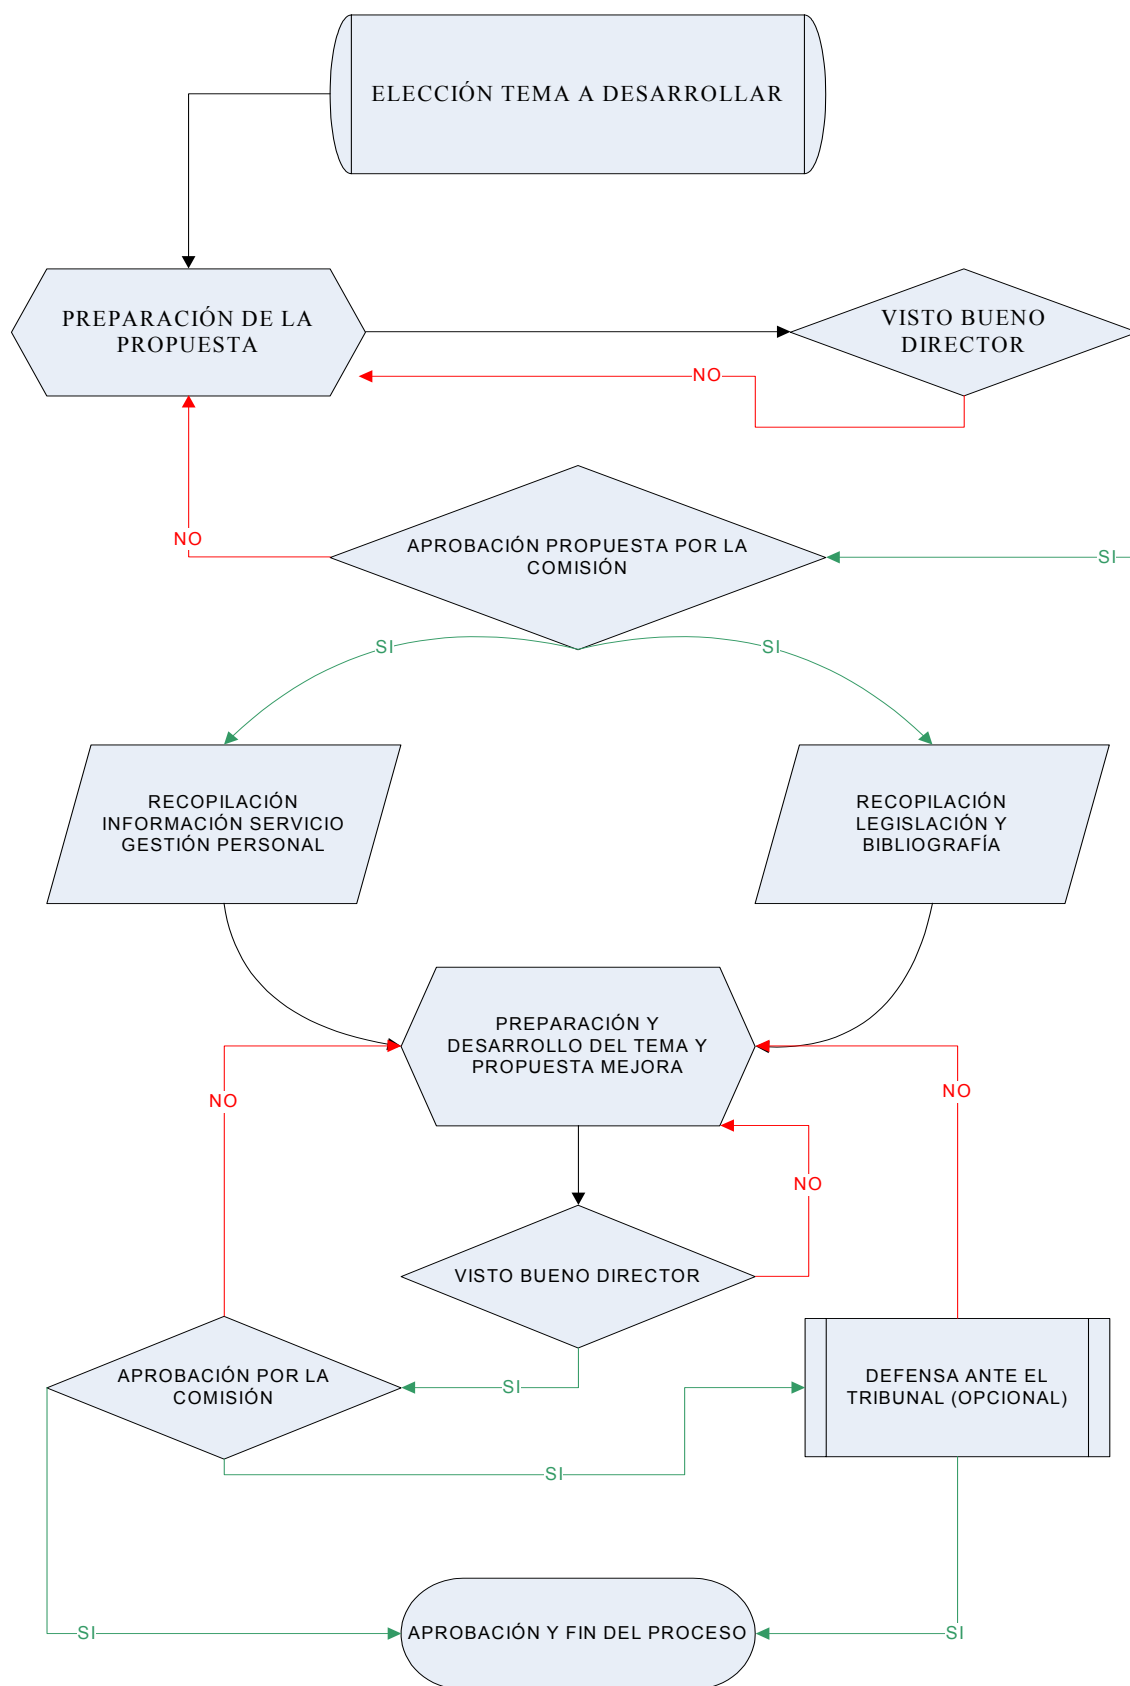 ELECCIÓN TEMA A DESARROLLAR
PREPARACIÓN DE LA
PROPUESTA
VISTO BUENO
DIRECTOR
NO
NO
APROBACIÓN PROPUESTA POR LA
COMISIÓN
SI
SI
SI
RECOPILACIÓN
INFORMACIÓN SERVICIO
GESTIÓN PERSONAL
RECOPILACIÓN
LEGISLACIÓN Y
BIBLIOGRAFÍA
PREPARACIÓN Y
DESARROLLO DEL TEMA Y
PROPUESTA MEJORA
NO
NO
NO
VISTO BUENO DIRECTOR
APROBACIÓN POR LA
COMISIÓN
SI
DEFENSA ANTE EL
TRIBUNAL (OPCIONAL)
SI
SI
APROBACIÓN Y FIN DEL PROCESO
SI